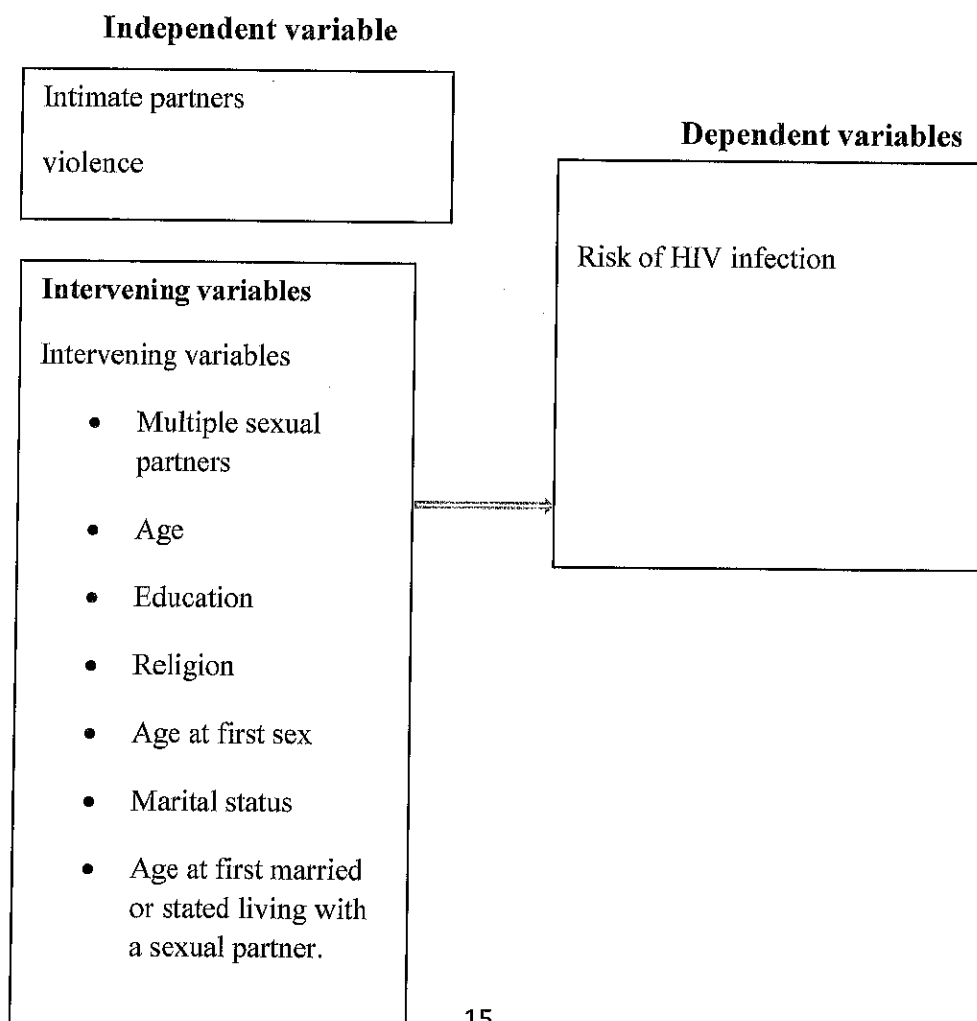 Independent variable
Intimate partners
violence
Dependent variables
Risk of HIV infection
Intervening variables
Intervening variables
• Multiple sexual
partners
• Age
• Education
• Religion
• Age at first sex
• Marital status
• Age at first married
or stated living with
a sexual partner.
15